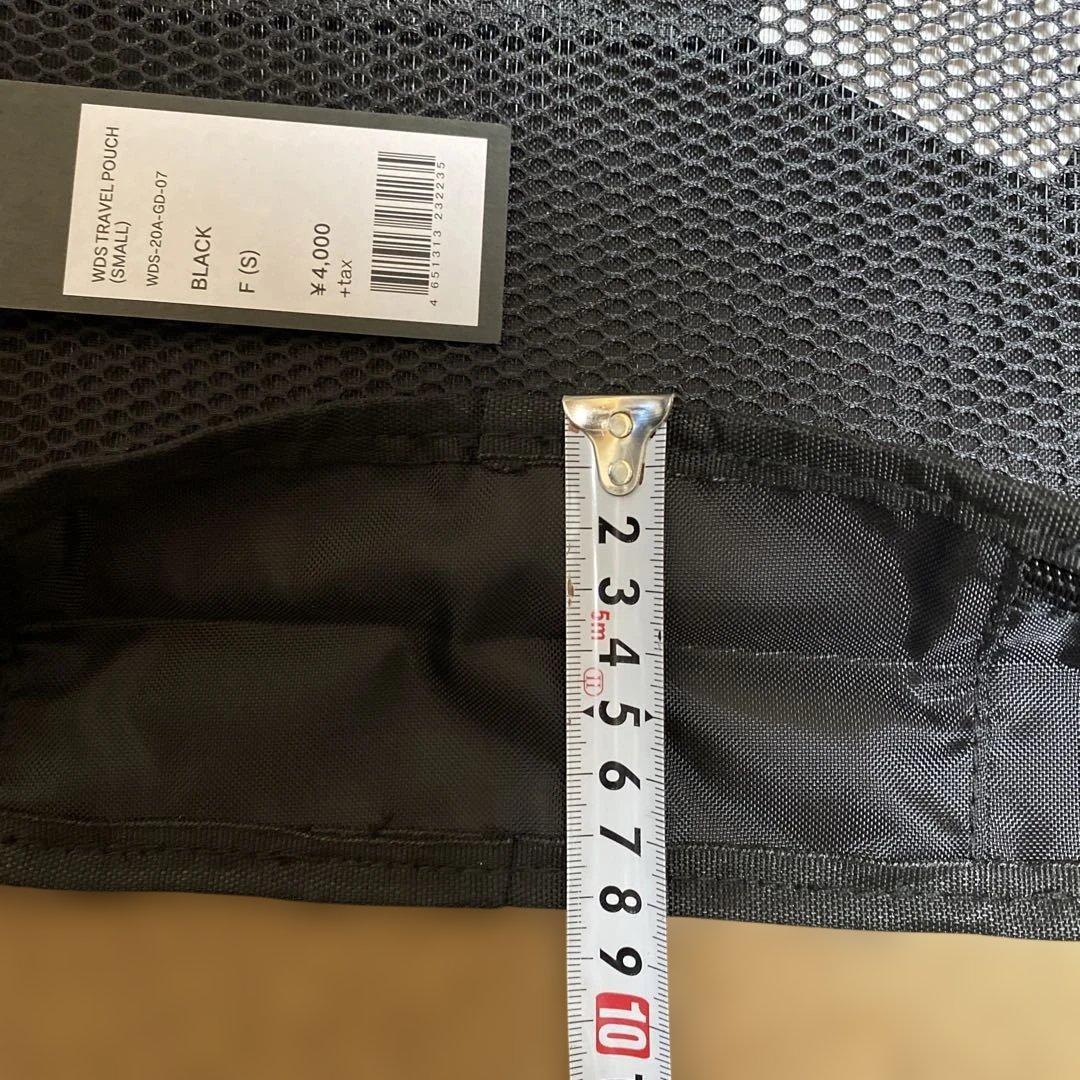 WDS TRAVEL POUCH
(SMALL)
WDS-20A-GD-07
BLACK
F (S)
¥4,000
+tax
4 651313 232235
2
3
5m
4
5
6
7
8
9
10